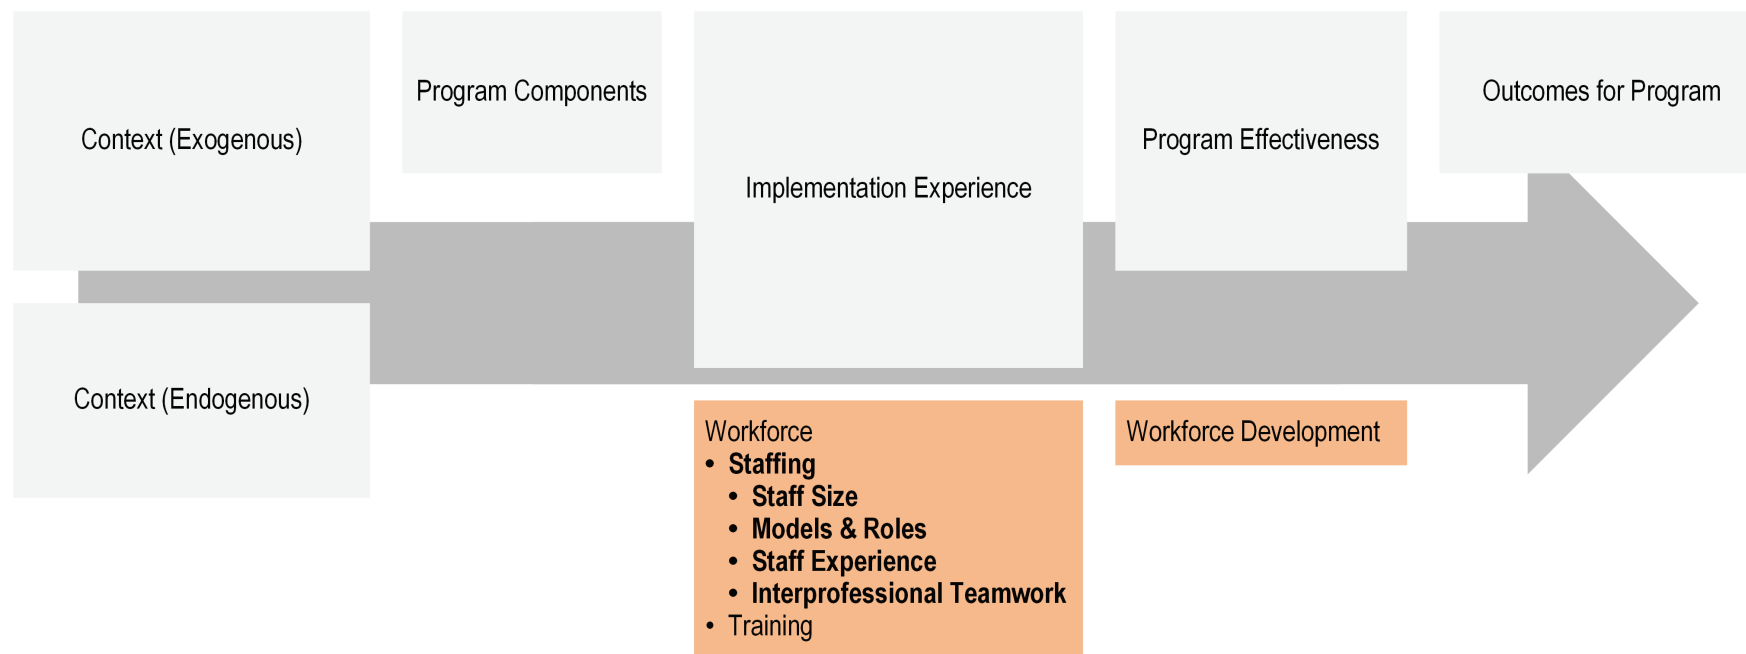 Context (Exogenous)
Context (Endogenous)
Program Components
Implementation Experience
Workforce
• Staffing
• Staff Size
• Models & Roles
• Staff Experience
• Interprofessional Teamwork
• Training
Program Effectiveness
Workforce Development
Outcomes for Program